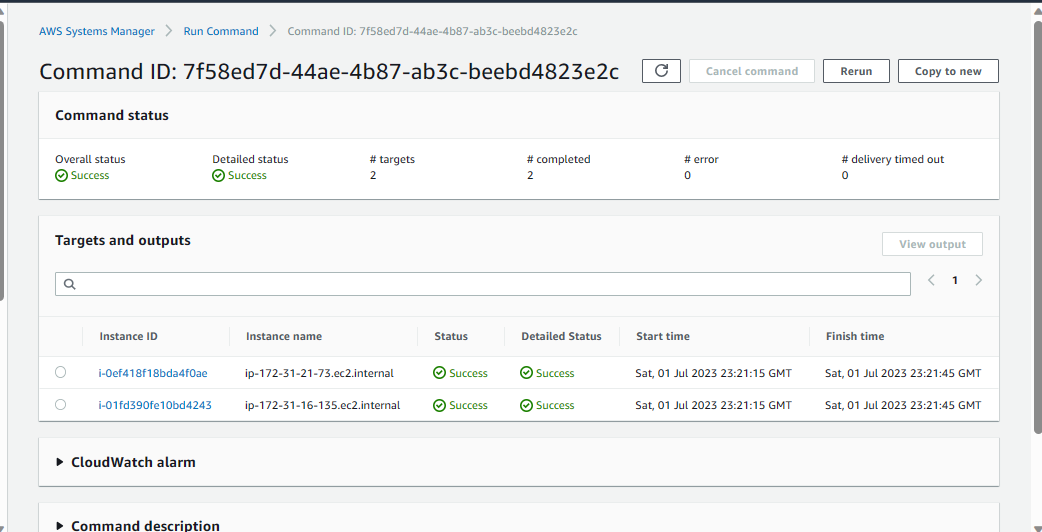 AWS Systems Manager > Run Command > Command ID: 7f58ed7d-44ae-4b87-ab3c-beebd4823e2c
Command ID: 7f58ed7d-44ae-4b87-ab3c-beebd4823e2c Cancel command Rerun Copy to new
Command status
Overall status Detailed status # targets # completed # error # delivery timed out
Success Success 2 2 0 0
Targets and outputs View output
1
Instance ID Instance name Status Detailed Status Start time Finish time
i-0ef418f18bda4f0ae ip-172-31-21-73.ec2.internal Success Success Sat, 01 Jul 2023 23:21:15 GMT Sat, 01 Jul 2023 23:21:45 GMT
i-01fd390fe10bd4243 ip-172-31-16-135.ec2.internal Success Success Sat, 01 Jul 2023 23:21:15 GMT Sat, 01 Jul 2023 23:21:45 GMT
CloudWatch alarm
Command description